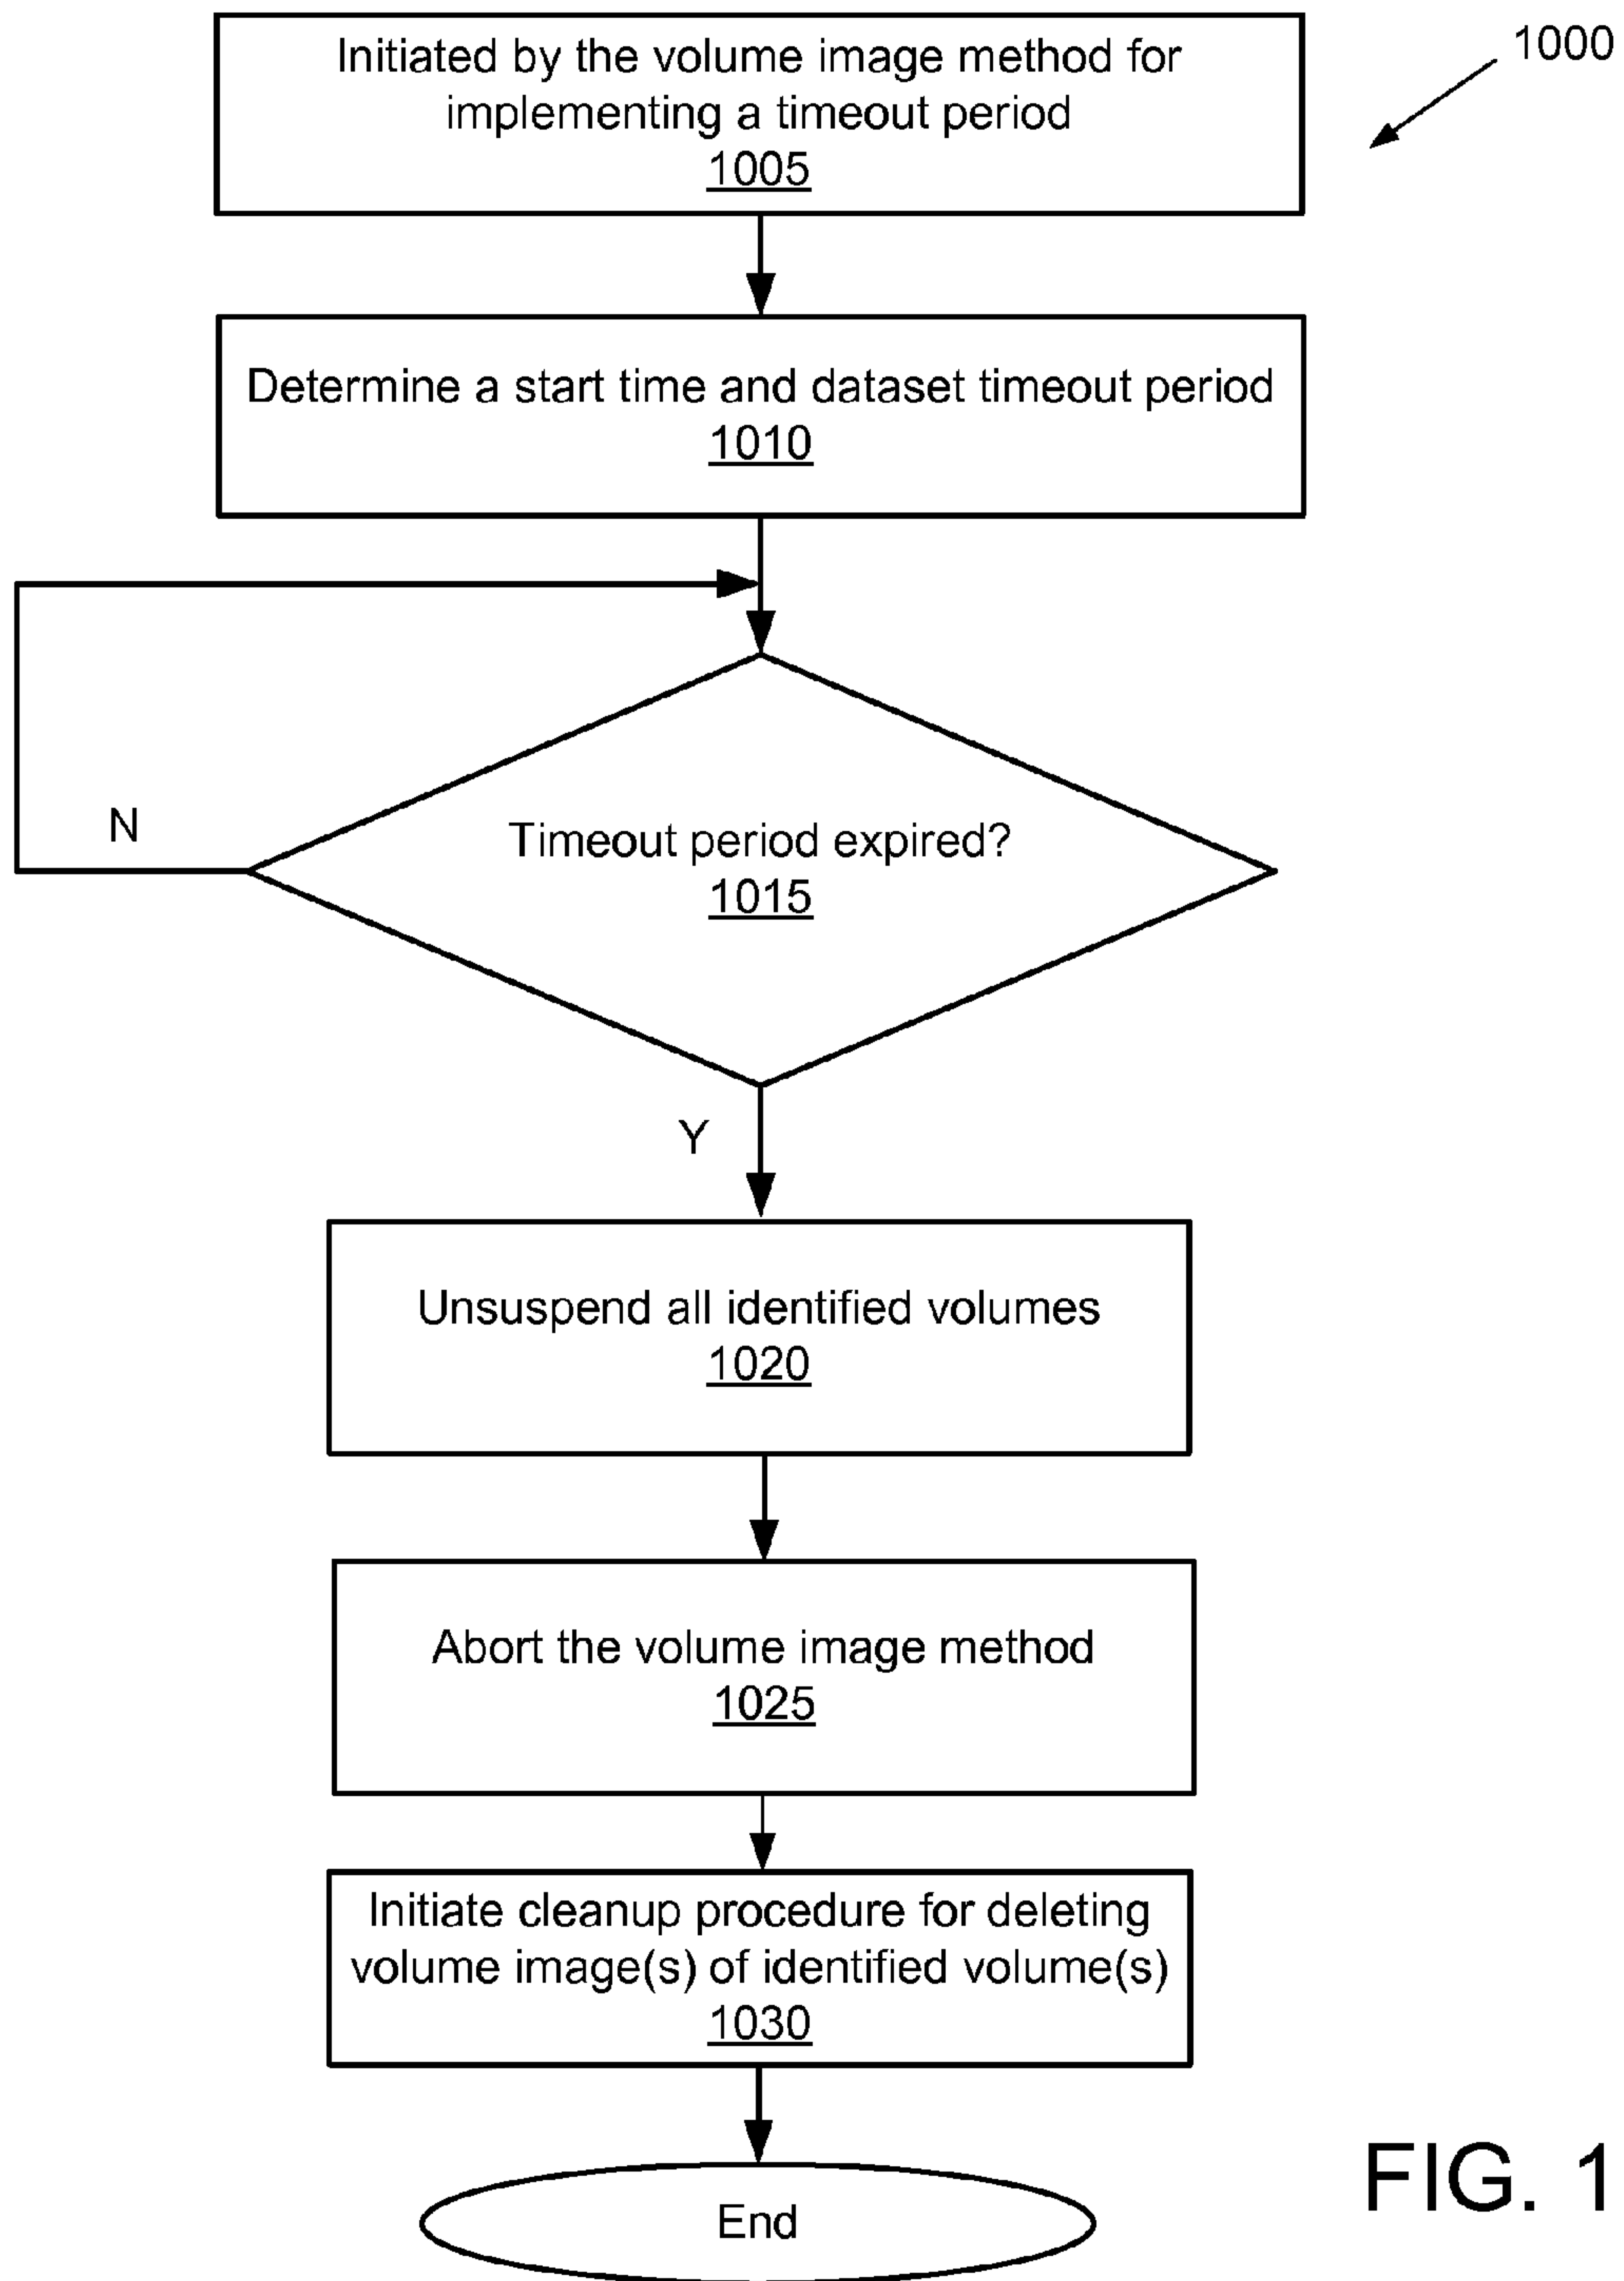 Initiated by the volume image method for
implementing a timeout period
1005
1000
Determine a start time and dataset timeout period
1010
N
Timeout period expired?
1015
Y
Unsuspend all identified volumes
1020
Abort the volume image method
1025
Initiate cleanup procedure for deleting
volume image(s) of identified volume(s)
1030
End
FIG. 1